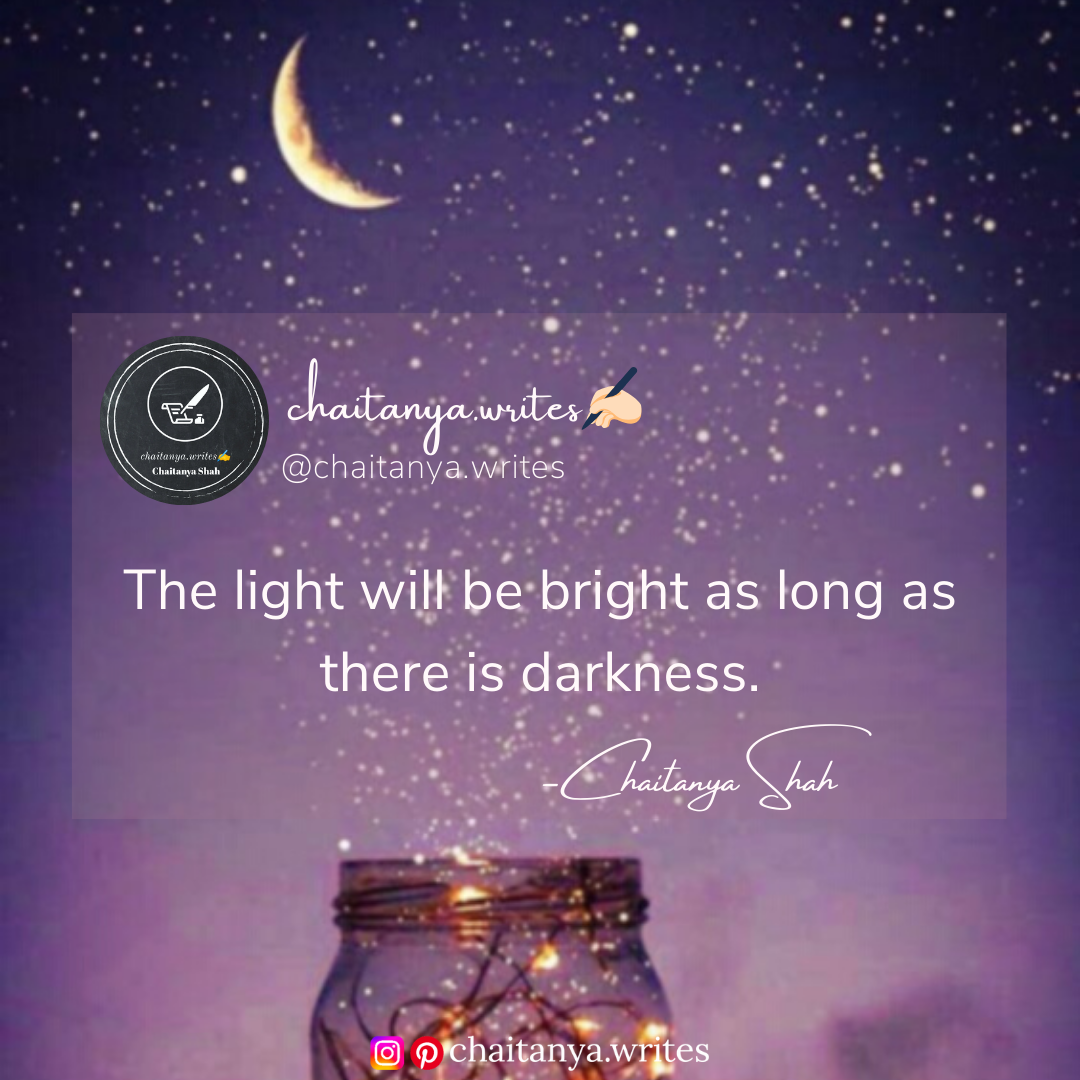 chaitanya.writes✍🏻
@chaitanya.writes
chaitanya.writes✍
Chaitanya Shah
The light will be bright as long as
there is darkness.
-Chaitanya Shah
chaitanya.writes